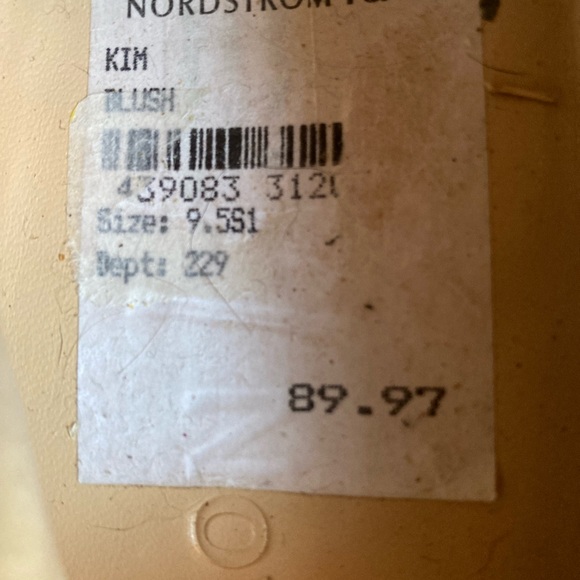 NORDSTROM
KIM
BLUSH
439083 312
Size: 9.5S1
Dept: 229
89.97